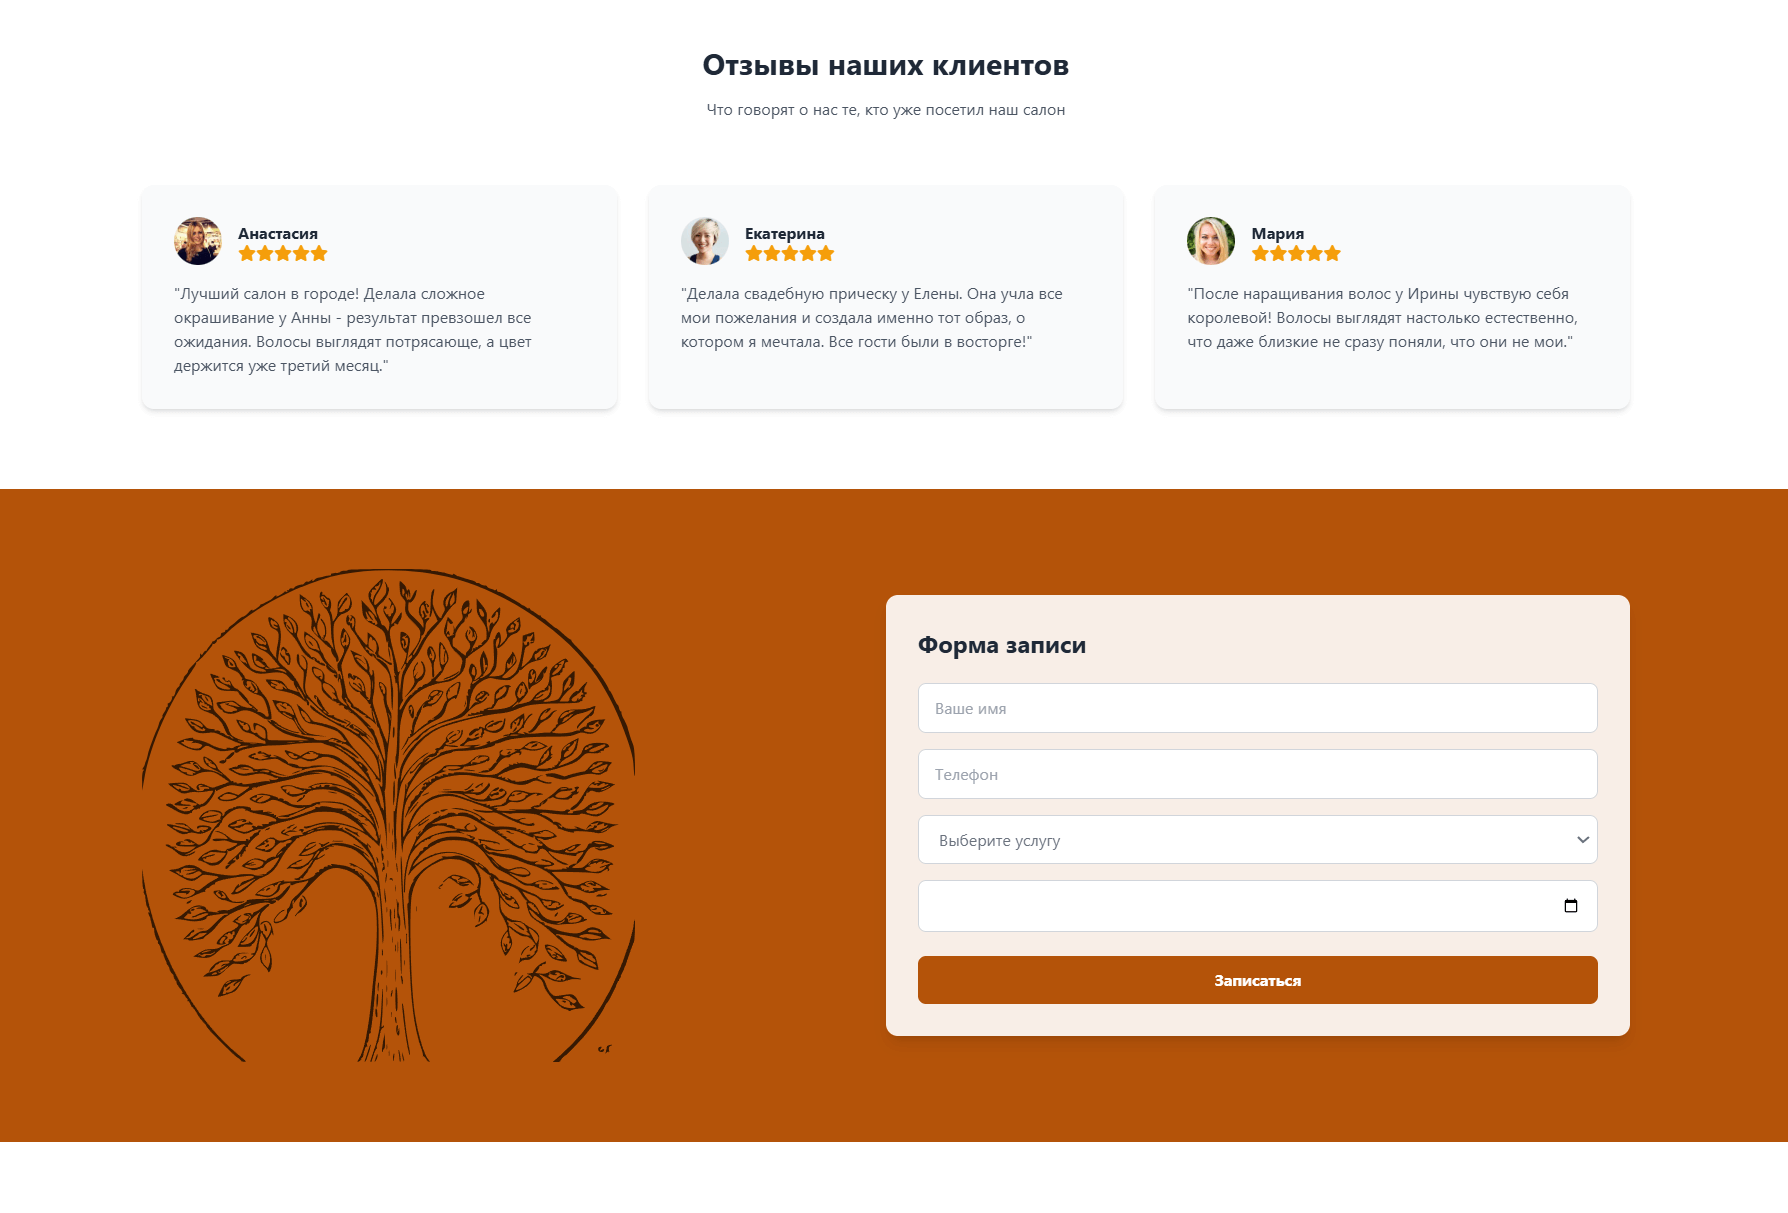 Отзывы наших клиентов
Что говорят о нас те, кто уже посетил наш салон
Анастасия
"Лучший салон в городе! Делала сложное
окрашивание у Анны - результат превзошел все
ожидания. Волосы выглядят потрясающе, а цвет
держится уже третий месяц."
Екатерина
"Делала свадебную прическу у Елены. Она учла все
мои пожелания и создала именно тот образ, о
котором я мечтала. Все гости были в восторге!"
Мария
"После наращивания волос у Ирины чувствую себя
королевой! Волосы выглядят настолько естественно,
что даже близкие не сразу поняли, что они не мои."
Форма записи
Ваше имя
Телефон
Выберите услугу
Записаться